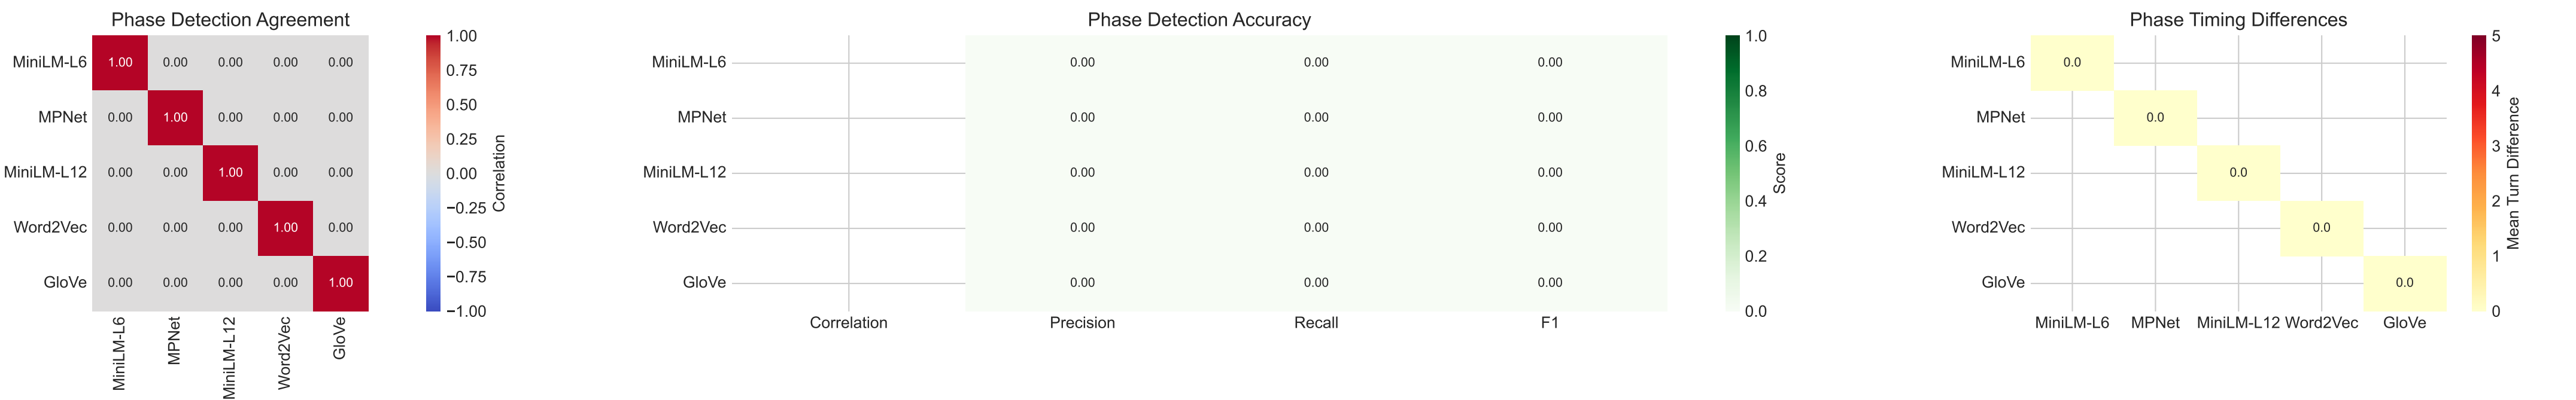 Phase Detection Agreement
MiniLM-L6 1.00 0.00 0.00 0.00 0.00
MPNet 0.00 1.00 0.00 0.00 0.00
MiniLM-L12 0.00 0.00 1.00 0.00 0.00
Word2Vec 0.00 0.00 0.00 1.00 0.00
GloVe 0.00 0.00 0.00 0.00 1.00
MiniLM-L6 MPNet MiniLM-L12 Word2Vec GloVe
1.00
0.75
0.50
0.25
0.00
−0.25
−0.50
−0.75
−1.00
Correlation
Phase Detection Accuracy
MiniLM-L6 0.00 0.00 0.00
MPNet 0.00 0.00 0.00
MiniLM-L12 0.00 0.00 0.00
Word2Vec 0.00 0.00 0.00
GloVe 0.00 0.00 0.00
Correlation Precision Recall F1
1.0
0.8
0.6
0.4
0.2
0.0
Score
Phase Timing Differences
MiniLM-L6 0.0
MPNet 0.0
MiniLM-L12 0.0
Word2Vec 0.0
GloVe 0.0
MiniLM-L6 MPNet MiniLM-L12 Word2Vec GloVe
5
4
3
2
1
0
Mean Turn Difference